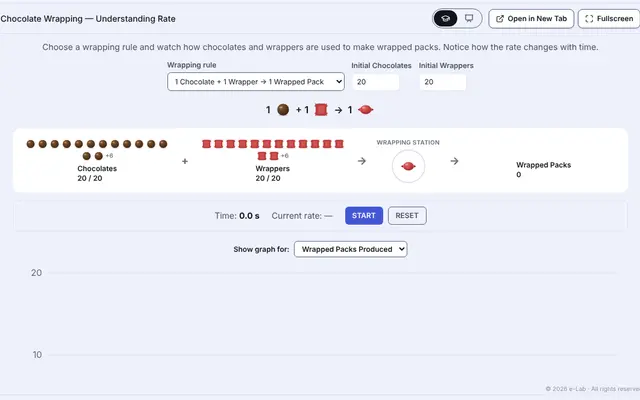 Chocolate Wrapping — Understanding Rate
Open in New Tab
Fullscreen
Choose a wrapping rule and watch how chocolates and wrappers are used to make wrapped packs. Notice how the rate changes with time.
Wrapping rule
Initial Chocolates
Initial Wrappers
1 Chocolate + 1 Wrapper → 1 Wrapped Pack
20
20
1 + 1 → 1
WRAPPING STATION
+6
+6
+ → →
Chocolates
20 / 20
Wrappers
20 / 20
Wrapped Packs
0
Time: 0.0 s Current rate: — START RESET
Show graph for: Wrapped Packs Produced
20
10
© 2026 e-Lab · All rights reserve